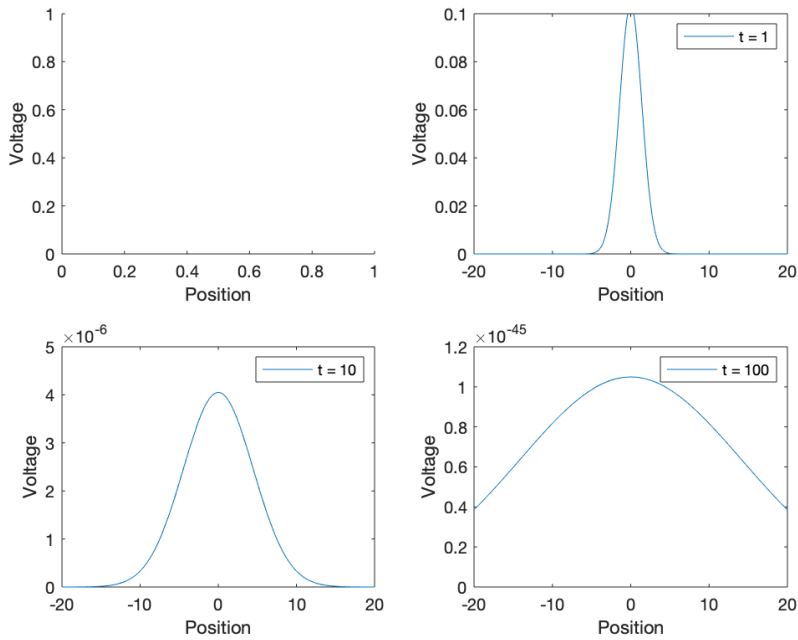 1
0.8
0.6
0.4
0.2
0
0 0.2 0.4 0.6 0.8 1
Voltage
Position
0.1
0.08
0.06
0.04
0.02
0
-20 -10 0 10 20
Voltage
Position
t = 1
×10-6
5
4
3
2
1
0
-20 -10 0 10 20
Voltage
Position
t = 10
×10-45
1.2
1
0.8
0.6
0.4
0.2
0
-20 -10 0 10 20
Voltage
Position
t = 100